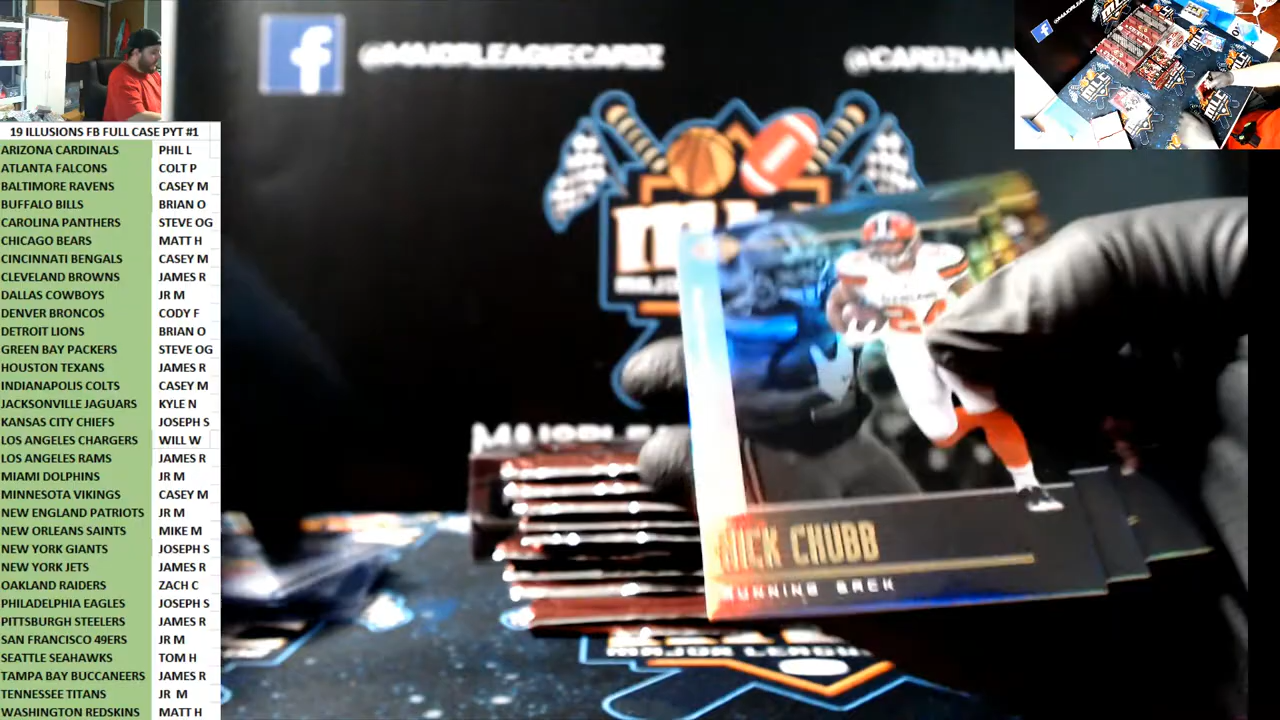 @MAJORLEAGUECARDZ
@CARDZMAN
19 ILLUSIONS FB FULL CASE PYT #1
ARIZONA CARDINALS PHIL L
ATLANTA FALCONS COLT P
BALTIMORE RAVENS CASEY M
BUFFALO BILLS BRIAN O
CAROLINA PANTHERS STEVE OG
CHICAGO BEARS MATT H
CINCINNATI BENGALS CASEY M
CLEVELAND BROWNS JAMES R
DALLAS COWBOYS JR M
DENVER BRONCOS CODY F
DETROIT LIONS BRIAN O
GREEN BAY PACKERS STEVE OG
HOUSTON TEXANS JAMES R
INDIANAPOLIS COLTS CASEY M
JACKSONVILLE JAGUARS KYLE N
KANSAS CITY CHIEFS JOSEPH S
LOS ANGELES CHARGERS WILL W
LOS ANGELES RAMS JAMES R
MIAMI DOLPHINS JR M
MINNESOTA VIKINGS CASEY M
NEW ENGLAND PATRIOTS JR M
NEW ORLEANS SAINTS MIKE M
NEW YORK GIANTS JOSEPH S
NEW YORK JETS JAMES R
OAKLAND RAIDERS ZACH C
PHILADELPHIA EAGLES JOSEPH S
PITTSBURGH STEELERS JAMES R
SAN FRANCISCO 49ERS JR M
SEATTLE SEAHAWKS TOM H
TAMPA BAY BUCCANEERS JAMES R
TENNESSEE TITANS JR M
WASHINGTON REDSKINS MATT H
NICK CHUBB
RUNNING BACK
MLC
MAJOR LEAGU